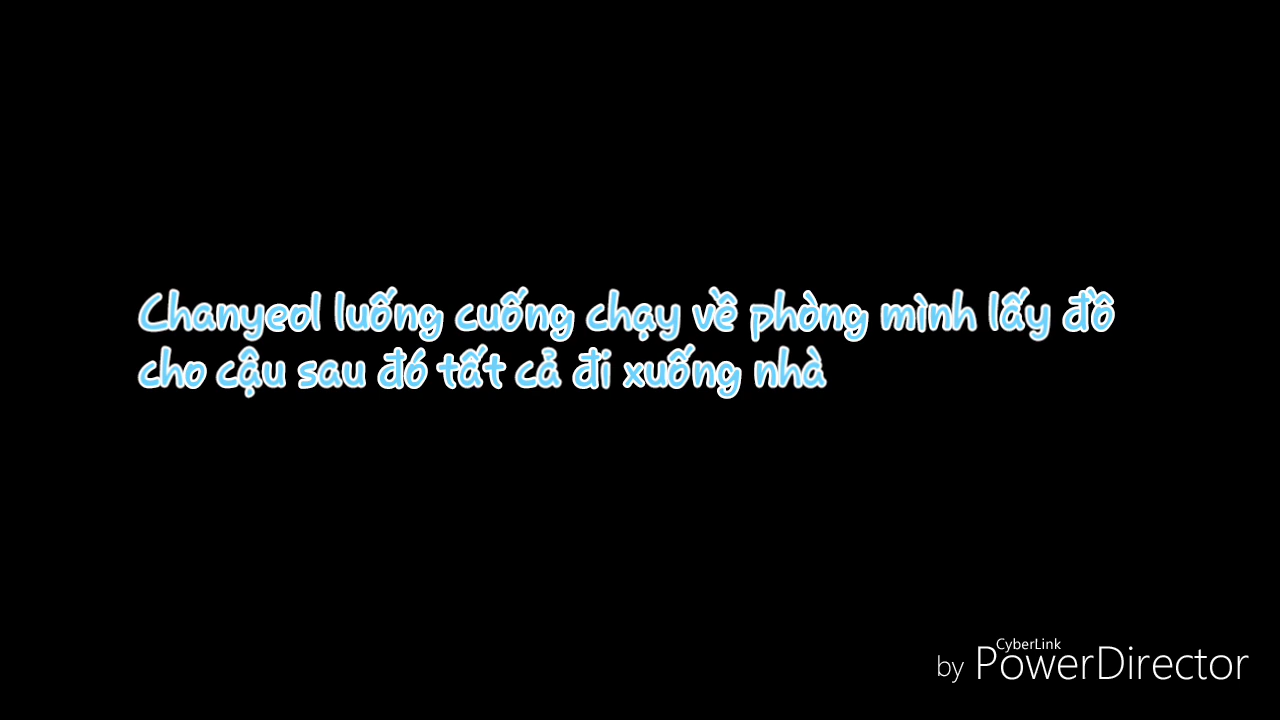 Chanyeol luống cuống chạy về phòng mình lấy đồ
cho cậu sau đó tất cả đi xuống nhà
CyberLink
by PowerDirector